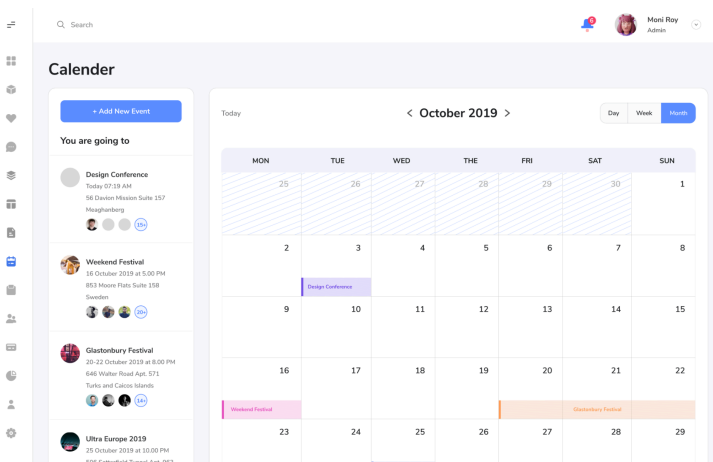 Search
6
Moni Roy
Admin
Calender
+ Add New Event
You are going to
Design Conference
Today 07:19 AM
56 Davion Mission Suite 157
Meaghanberg
15+
Weekend Festival
16 October 2019 at 5.00 PM
853 Moore Flats Suite 158
Sweden
20+
Glastonbury Festival
20-22 October 2019 at 8.00 PM
646 Walter Road Apt. 571
Turks and Caicos Islands
14+
Ultra Europe 2019
25 October 2019 at 10.00 PM
Today
< October 2019 >
Day Week Month
MON TUE WED THE FRI SAT SUN
25 26 27 28 29 30 1
2 3 4 5 6 7 8
Design Conference
9 10 11 12 13 14 15
16 17 18 19 20 21 22
Weekend Festival
Glastonbury Festival
23 24 25 26 27 28 29